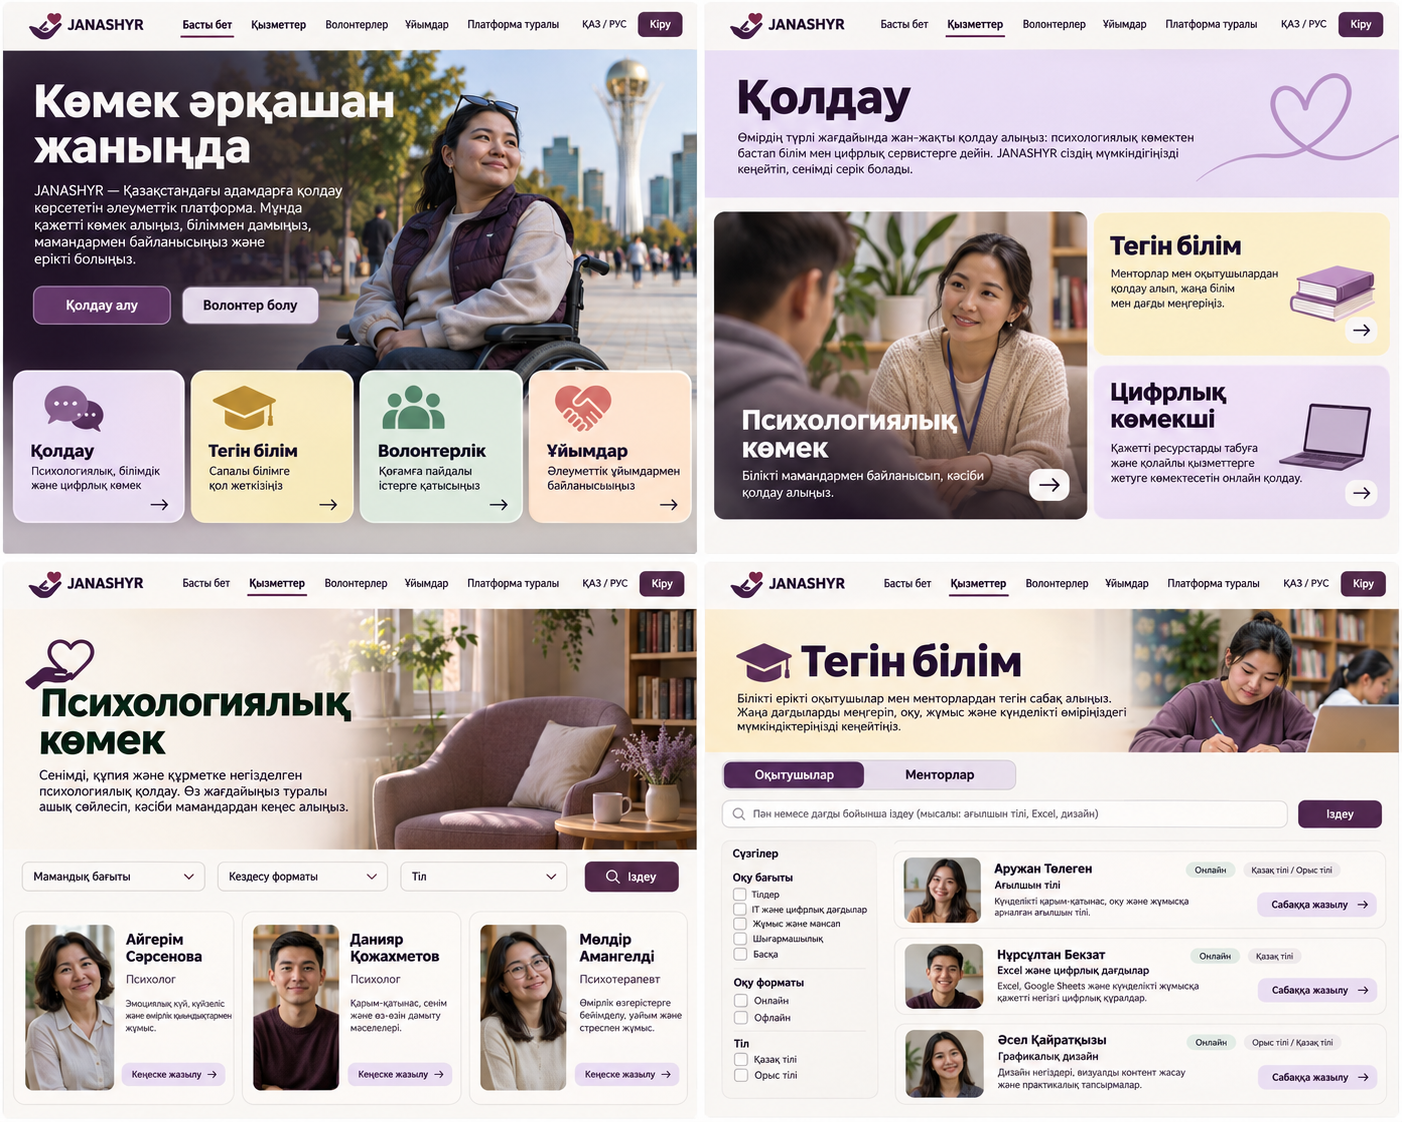 JANASHYR
Басты бет
Қызметтер
Волонтерлер
Ұйымдар
Платформа туралы
ҚАЗ / РУС
Кіру
Көмек әрқашан
жаныңда
JANASHYR — Қазақстандағы адамдарға қолдау
көрсететін әлеуметтік платформа. Мұнда
қажетті көмек алыңыз, біліммен дамыңыз,
мамандармен байланысыңыз және
ерікті болыңыз.
Қолдау алу
Волонтер болу
Қолдау
Психологиялық, білімдік
және цифрлық көмек
Тегін білім
Сапалы білімге
қол жеткізіңіз
Волонтерлік
Қоғамға пайдалы
істерге қатысыңыз
Ұйымдар
Әлеуметтік ұйымдармен
байланысыңыз
JANASHYR
Басты бет
Қызметтер
Волонтерлер
Ұйымдар
Платформа туралы
ҚАЗ / РУС
Кіру
Қолдау
Өмірдің түрлі жағдайында жан-жақты қолдау алыңыз: психологиялық көмектен
бастап білім мен цифрлық сервистерге дейін. JANASHYR сіздің мүмкіндігіңізді
кеңейтіп, сенімді серік болады.
Психологиялық
көмек
Білікті мамандармен байланысып, кәсіби
қолдау алыңыз.
Тегін білім
Менторлар мен оқытушылардан
қолдау алып, жаңа білім
мен дағды меңгеріңіз.
Цифрлық
көмекші
Қажетті ресурстарды табуға
және қолайлы қызметтерге
жетуге көмектесетін онлайн қолдау.
JANASHYR
Басты бет
Қызметтер
Волонтерлер
Ұйымдар
Платформа туралы
ҚАЗ / РУС
Кіру
Психологиялық
көмек
Сенімді, құпия және құрметке негізделген
психологиялық қолдау. Өз жағдайыңыз туралы
ашық сөйлесіп, кәсіби мамандардан кеңес алыңыз.
Мамандық бағыты
Кездесу форматы
Тіл
Іздеу
Айгерім
Сәрсенова
Психолог
Эмоциялық күй, күйзеліс
және өмірлік қиындықтармен
жұмыс.
Кеңеске жазылу
Данияр
Қожахметов
Психолог
Қарым-қатынас, сенім
және өз-өзін дамыту
мәселелері.
Кеңеске жазылу
Мөлдір
Амангелді
Психотерапевт
Өмірлік өзгерістерге
бейімделу, уайым және
стреспен жұмыс.
Кеңеске жазылу
JANASHYR
Басты бет
Қызметтер
Волонтерлер
Ұйымдар
Платформа туралы
ҚАЗ / РУС
Кіру
Тегін білім
Білікті ерікті оқытушылар мен менторлардан тегін сабақ алыңыз.
Жаңа дағдыларды меңгеріп, оқу, жұмыс және күнделікті өміріңіздегі
мүмкіндіктеріңізді кеңейтіңіз.
Оқытушылар
Менторлар
Пән немесе дағды бойынша іздеу (мысалы: ағылшын тілі, Excel, дизайн)
Іздеу
Сүзгілер
Оқу бағыты
Тілдер
IT және цифрлық дағдылар
Жұмыс және мансап
Шығармашылық
Басқа
Оқу форматы
Онлайн
Офлайн
Тіл
Қазақ тілі
Орыс тілі
Аружан Төлеген
Ағылшын тілі
Күнделікті қарым-қатынас, оқу және жұмысқа
арналған ағылшын тілі.
Онлайн
Қазақ тілі / Орыс тілі
Сабаққа жазылу
Нұрсұлтан Бекзат
Excel және цифрлық дағдылар
Excel, Google Sheets және күнделікті жұмысқа
қажетті негізгі цифрлық құралдар.
Онлайн
Қазақ тілі
Сабаққа жазылу
Әсел Қайратқызы
Графикалық дизайн
Дизайн негіздері, визуалды контент жасау
және практикалық тапсырмалар.
Онлайн
Орыс тілі / Қазақ тілі
Сабаққа жазылу